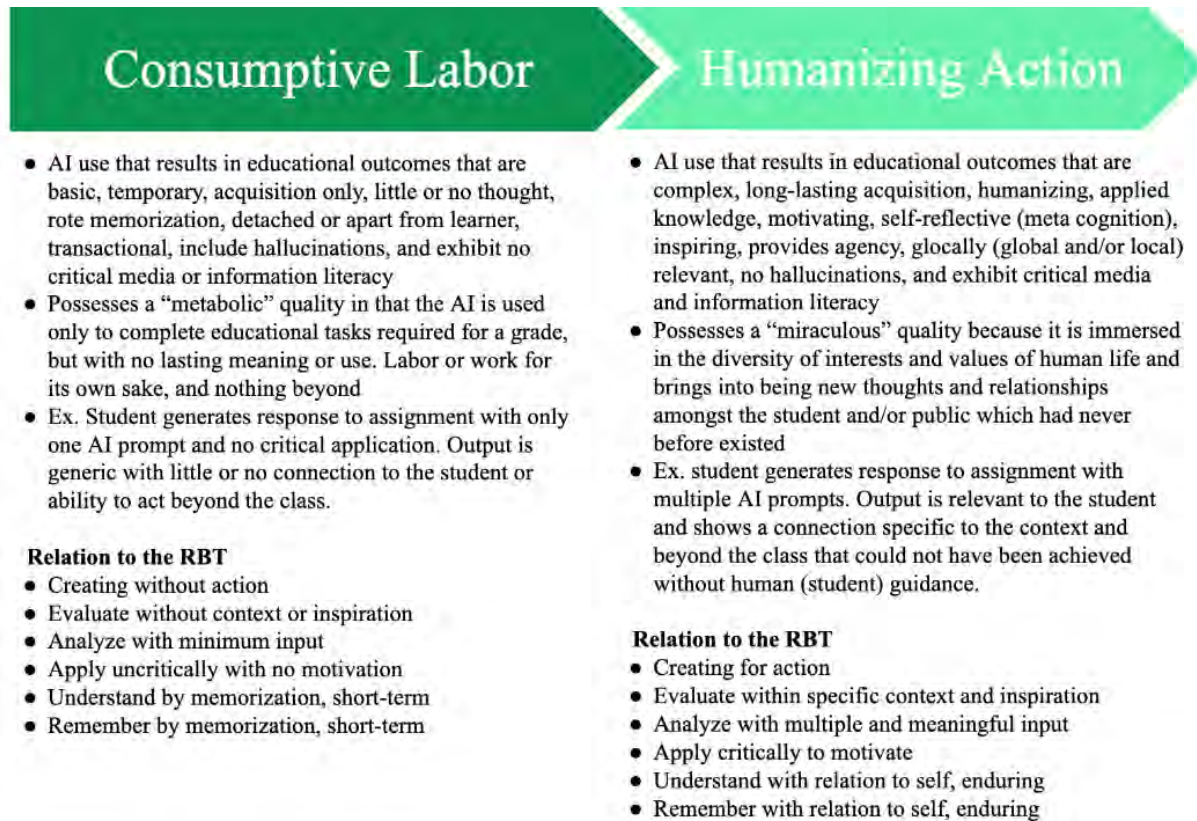 Consumptive Labor
● AI use that results in educational outcomes that are
basic, temporary, acquisition only, little or no thought,
rote memorization, detached or apart from learner,
transactional, include hallucinations, and exhibit no
critical media or information literacy
● Possesses a “metabolic” quality in that the AI is used
only to complete educational tasks required for a grade,
but with no lasting meaning or use. Labor or work for
its own sake, and nothing beyond
● Ex. Student generates response to assignment with only
one AI prompt and no critical application. Output is
generic with little or no connection to the student or
ability to act beyond the class.
Relation to the RBT
● Creating without action
● Evaluate without context or inspiration
● Analyze with minimum input
● Apply uncritically with no motivation
● Understand by memorization, short-term
● Remember by memorization, short-term
Humanizing Action
● AI use that results in educational outcomes that are
complex, long-lasting acquisition, humanizing, applied
knowledge, motivating, self-reflective (meta cognition),
inspiring, provides agency, glocally (global and/or local)
relevant, no hallucinations, and exhibit critical media
and information literacy
● Possesses a “miraculous” quality because it is immersed
in the diversity of interests and values of human life and
brings into being new thoughts and relationships
amongst the student and/or public which had never
before existed
● Ex. student generates response to assignment with
multiple AI prompts. Output is relevant to the student
and shows a connection specific to the context and
beyond the class that could not have been achieved
without human (student) guidance.
Relation to the RBT
● Creating for action
● Evaluate within specific context and inspiration
● Analyze with multiple and meaningful input
● Apply critically to motivate
● Understand with relation to self, enduring
● Remember with relation to self, enduring